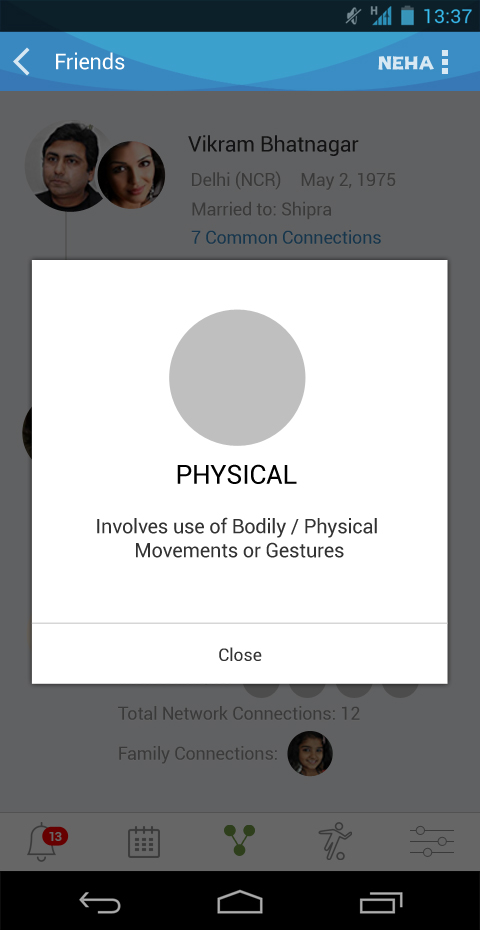 H 13:37
Friends NEHA
Vikram Bhatnagar
Delhi (NCR) May 2, 1975
Married to: Shipra
7 Common Connections
PHYSICAL
Involves use of Bodily / Physical
Movements or Gestures
Close
Total Network Connections: 12
Family Connections:
13